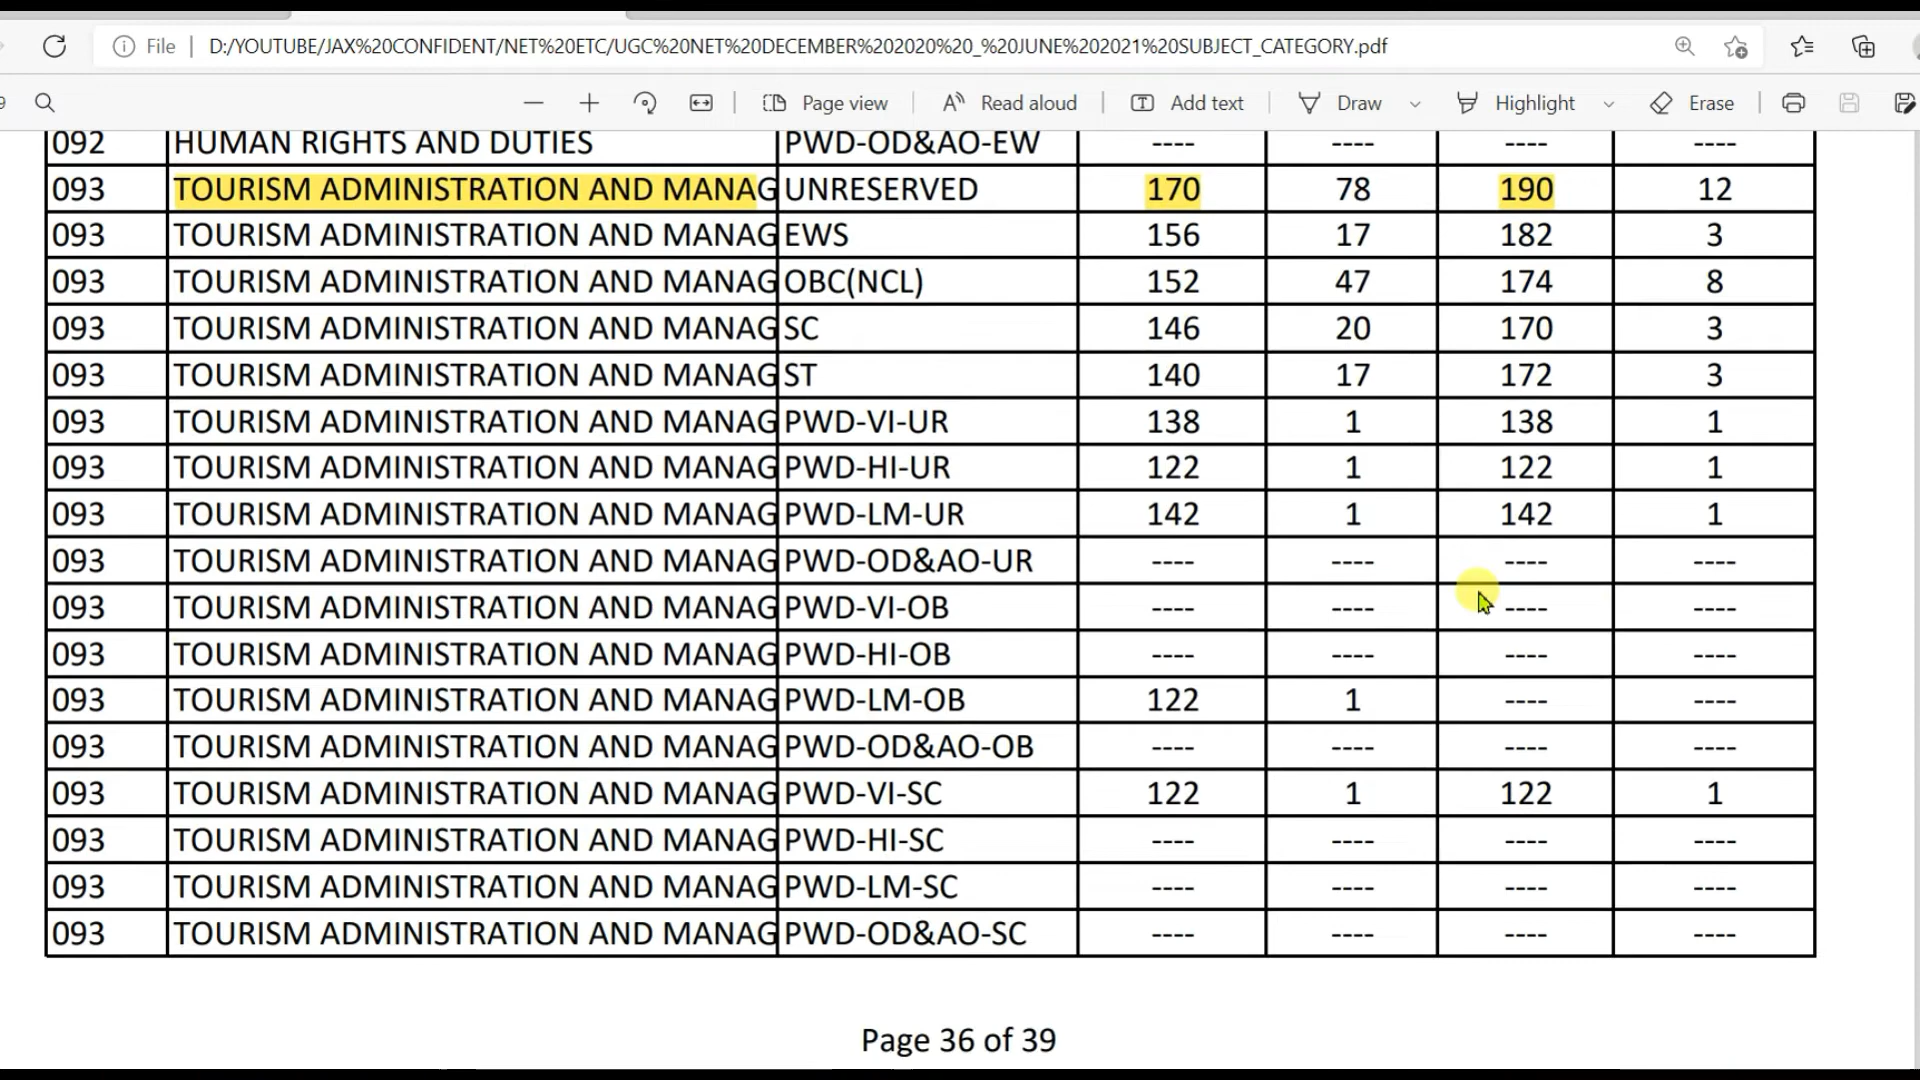 File D:/YOUTUBE/JAX%20CONFIDENT/NET%20ETC/UGC%20NET%20DECEMBER%202020%20_%20JUNE%202021%20SUBJECT_CATEGORY.pdf
9 Page view Read aloud Add text Draw Highlight Erase
092 HUMAN RIGHTS AND DUTIES PWD-OD&AO-EW ---- ---- ---- ----
093 TOURISM ADMINISTRATION AND MANAG UNRESERVED 170 78 190 12
093 TOURISM ADMINISTRATION AND MANAG EWS 156 17 182 3
093 TOURISM ADMINISTRATION AND MANAG OBC(NCL) 152 47 174 8
093 TOURISM ADMINISTRATION AND MANAG SC 146 20 170 3
093 TOURISM ADMINISTRATION AND MANAG ST 140 17 172 3
093 TOURISM ADMINISTRATION AND MANAG PWD-VI-UR 138 1 138 1
093 TOURISM ADMINISTRATION AND MANAG PWD-HI-UR 122 1 122 1
093 TOURISM ADMINISTRATION AND MANAG PWD-LM-UR 142 1 142 1
093 TOURISM ADMINISTRATION AND MANAG PWD-OD&AO-UR ---- ---- ---- ----
093 TOURISM ADMINISTRATION AND MANAG PWD-VI-OB ---- ---- ---- ----
093 TOURISM ADMINISTRATION AND MANAG PWD-HI-OB ---- ---- ---- ----
093 TOURISM ADMINISTRATION AND MANAG PWD-LM-OB 122 1 ---- ----
093 TOURISM ADMINISTRATION AND MANAG PWD-OD&AO-OB ---- ---- ---- ----
093 TOURISM ADMINISTRATION AND MANAG PWD-VI-SC 122 1 122 1
093 TOURISM ADMINISTRATION AND MANAG PWD-HI-SC ---- ---- ---- ----
093 TOURISM ADMINISTRATION AND MANAG PWD-LM-SC ---- ---- ---- ----
093 TOURISM ADMINISTRATION AND MANAG PWD-OD&AO-SC ---- ---- ---- ----
Page 36 of 39